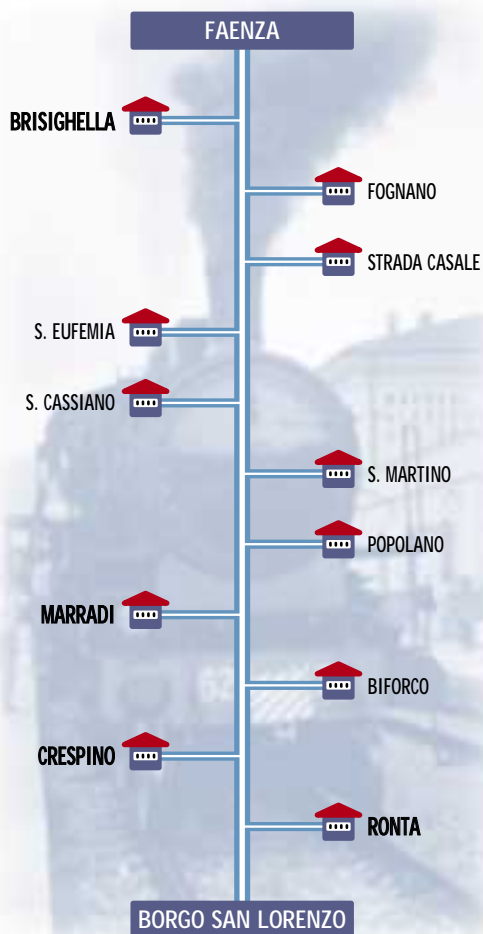 FAENZA
BRISIGHELLA
FOGNANO
STRADA CASALE
S. EUFEMIA
S. CASSIANO
S. MARTINO
POPOLANO
MARRADI
BIFORCO
CRESPINO
RONTA
BORGO SAN LORENZO